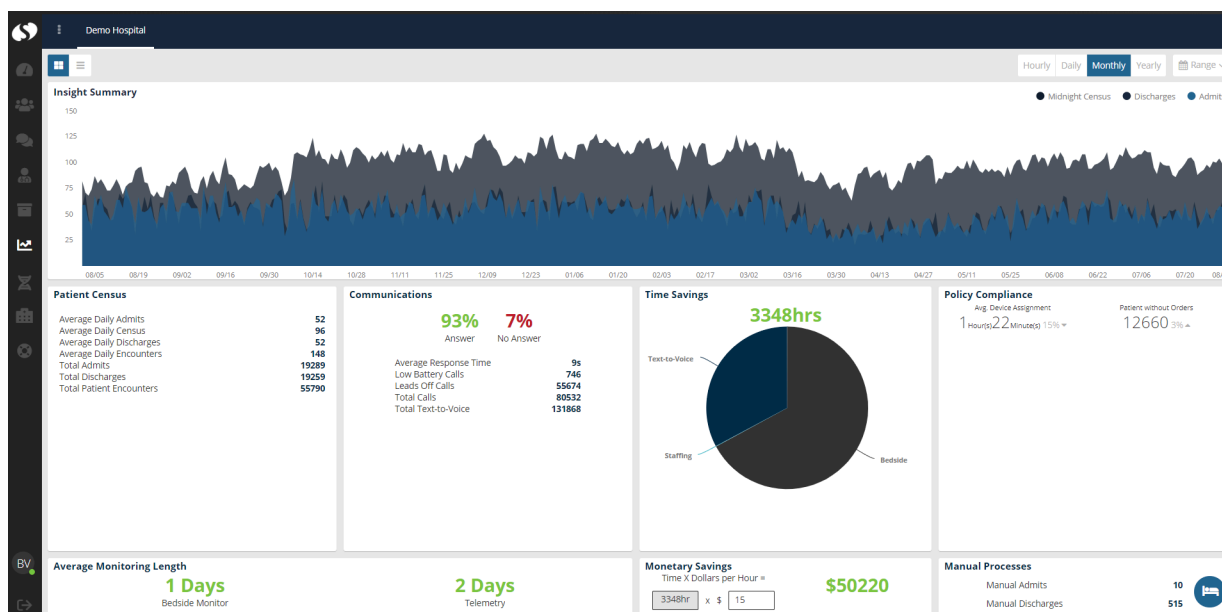 Demo Hospital
Hourly Daily Monthly Yearly Range
Insight Summary
Midnight Census Discharges Admit
150
125
100
75
50
25
08/05 08/19 09/02 09/16 09/30 10/14 10/28 11/11 11/25 12/09 12/23 01/06 01/20 02/03 02/17 03/02 03/16 03/30 04/13 04/27 05/11 05/25 06/08 06/22 07/06 07/20 08/
Patient Census
Average Daily Admits 52
Average Daily Census 96
Average Daily Discharges 52
Average Daily Encounters 148
Total Admits 19289
Total Discharges 19259
Total Patient Encounters 55790
Communications
93% 7%
Answer No Answer
Average Response Time 9s
Low Battery Calls 746
Leads Off Calls 55674
Total Calls 80532
Total Text-to-Voice 131868
Time Savings
3348hrs
Text-to-Voice
Staffing
Bedside
Policy Compliance
Avg. Device Assignment Patient without Orders
1 Hour(s) 22 Minute(s) 15% 12660 3%
Average Monitoring Length
1 Days 2 Days
Bedside Monitor Telemetry
Monetary Savings
Time X Dollars per Hour =
3348hr x $ 15
$50220
Manual Processes
Manual Admits 10
Manual Discharges 515
BV